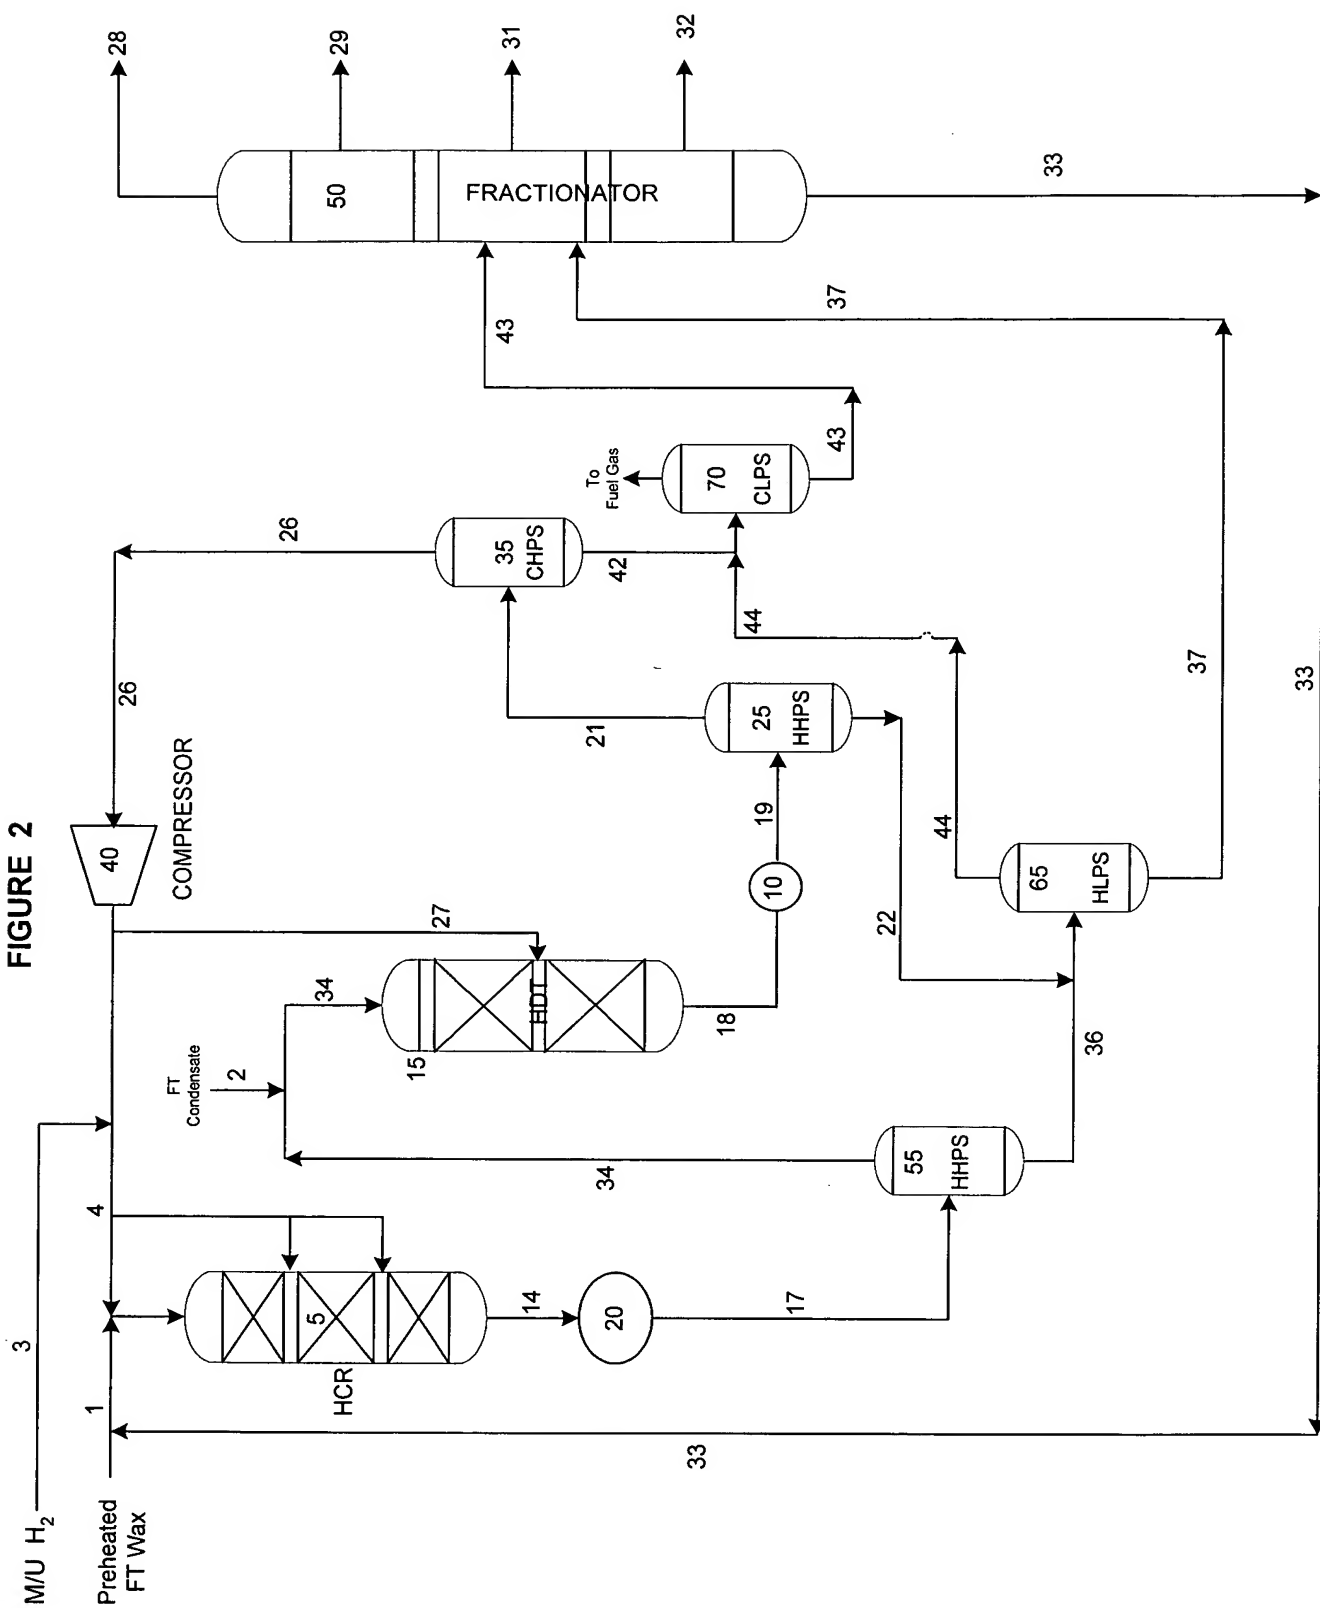 FIGURE 2
M/U H₂
3
Preheated
FT Wax
1
4
33
HCR
5
14
20
17
FT
Condensate
2
34
34
15
HDT
18
10
19
27
40
COMPRESSOR
26
26
55
HHPS
36
22
25
HHPS
21
35
CHPS
42
44
44
65
HLPS
37
37
To
Fuel Gas
70
CLPS
43
43
50
FRACTIONATOR
28
29
31
32
33
33